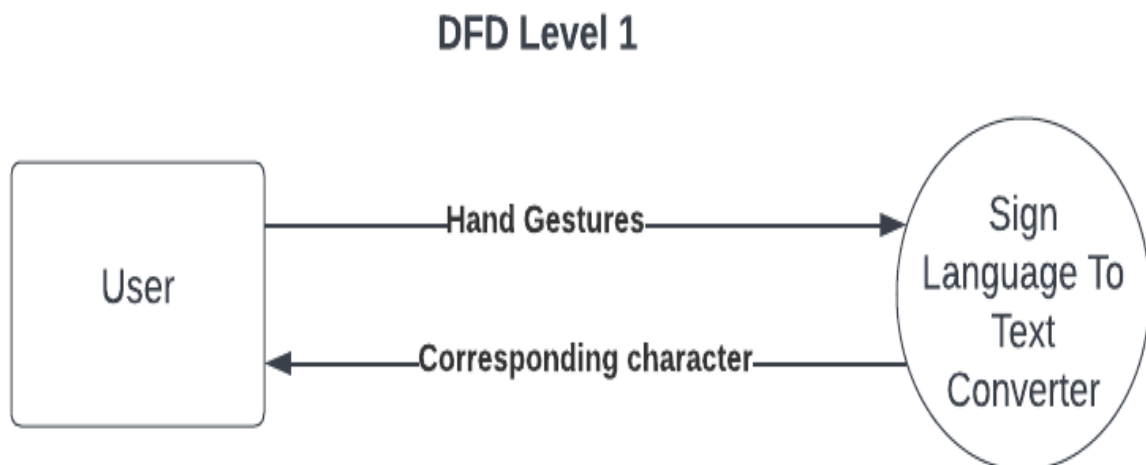 DFD Level 1
User
Hand Gestures
Corresponding character
Sign
Language To
Text
Converter